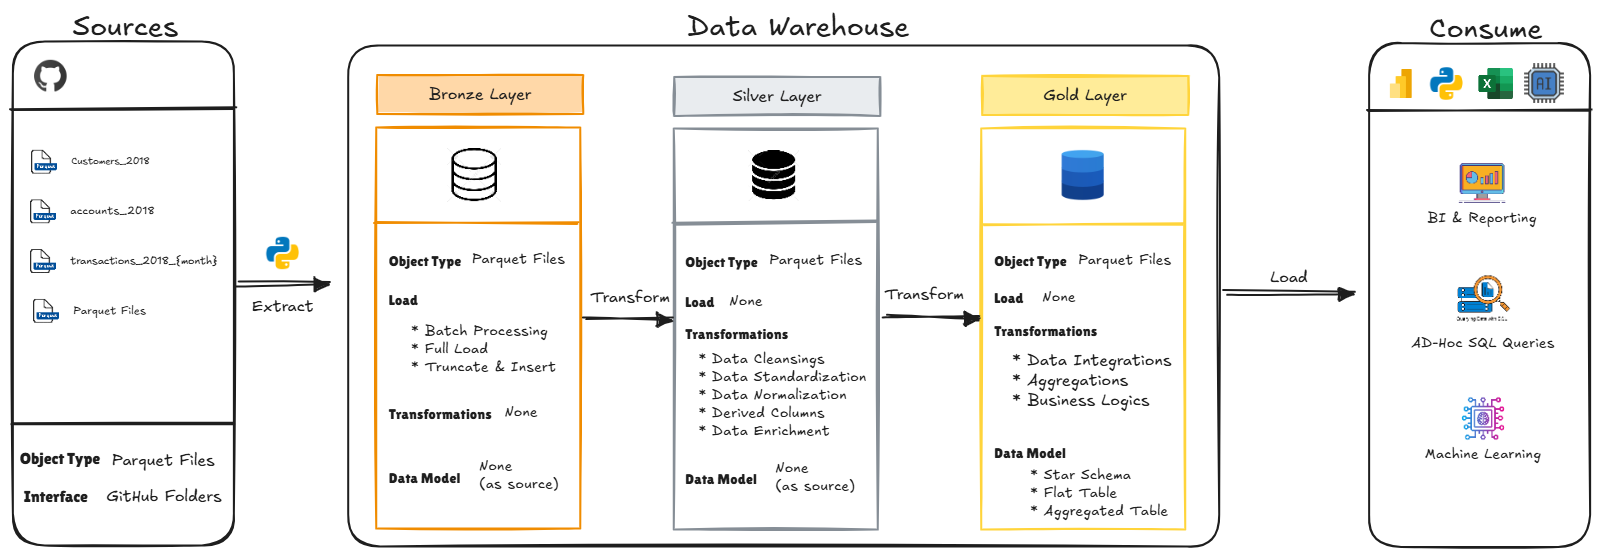 Sources
Customers_2018
accounts_2018
transactions_2018_{month}
Parquet Files
Parquet
Parquet
Parquet
Parquet
Object Type Parquet Files
Interface GitHub Folders
Extract
Data Warehouse
Bronze Layer
Object Type Parquet Files
Load
* Batch Processing
* Full Load
* Truncate & Insert
Transformations None
Data Model None
(as source)
Transform
Silver Layer
Object Type Parquet Files
Load None
Transformations
* Data Cleansings
* Data Standardization
* Data Normalization
* Derived Columns
* Data Enrichment
Data Model None
(as source)
Transform
Gold Layer
Object Type Parquet Files
Load None
Transformations
* Data Integrations
* Aggregations
* Business Logics
Data Model
* Star Schema
* Flat Table
* Aggregated Table
Load
Consume
X
AI
BI & Reporting
AD-Hoc SQL Queries
Machine Learning